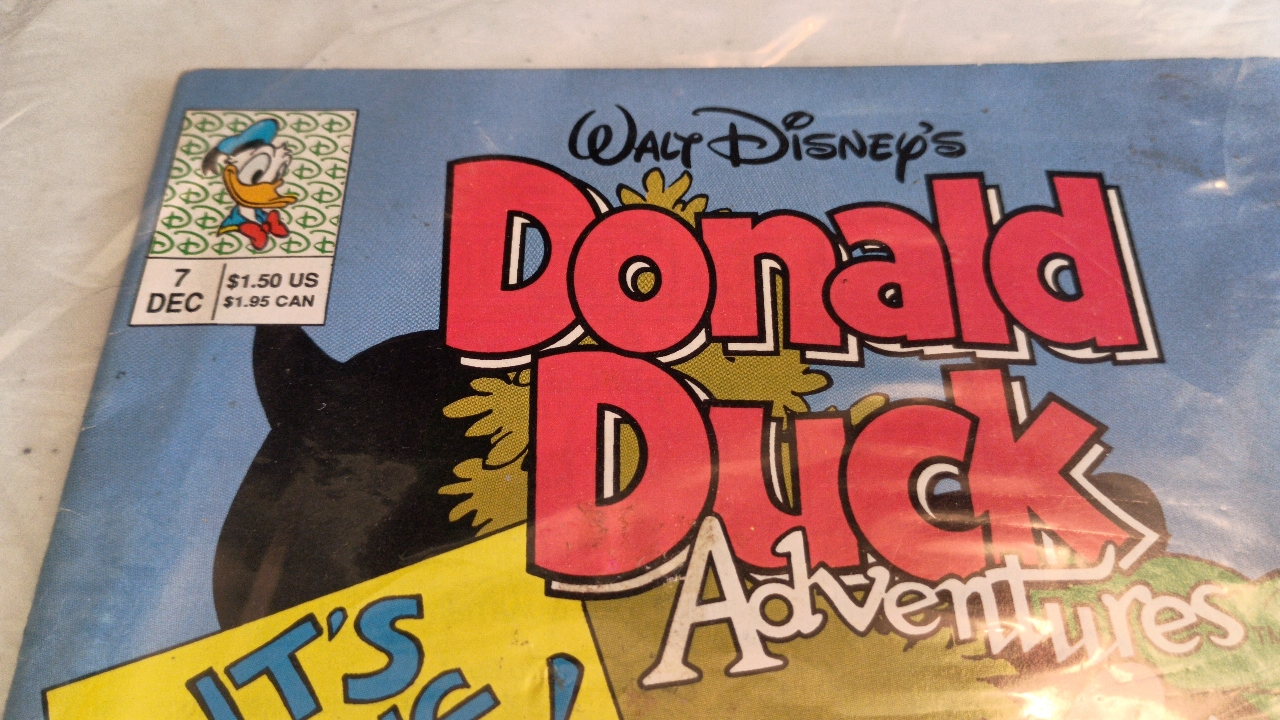 7
DEC
$1.50 US
$1.95 CAN
WALT DISNEY'S
Donald
Duck
Adventures
IT'S